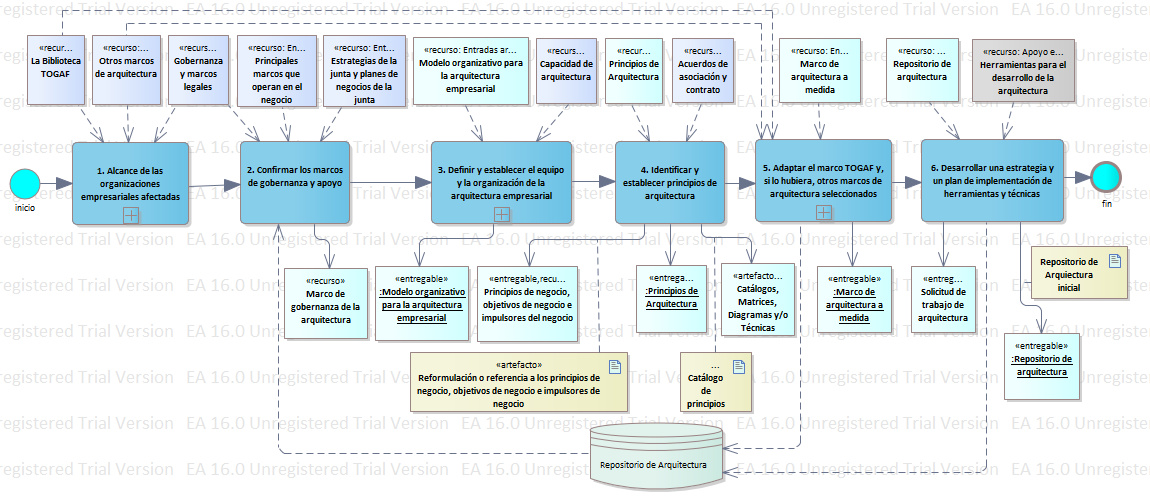 «recur...
La Biblioteca
TOGAF
«recurso:...
Otros marcos
de arquitectura
«recurs...
Gobernanza
y marcos
legales
«recurso: En...
Principales
marcos que
operan en el
negocio
«recurso: Ent...
Estrategias de la
junta y planes de
negocios de la
junta
«recurso: Entradas ar...
Modelo organizativo
para la arquitectura
empresarial
«recurs...
Capacidad de
arquitectura
«recurs...
Principios de
Arquitectura
«recurs...
Acuerdos de
asociación y
contrato
«recurso: En...
Marco de
arquitectura a
medida
«recurso: ...
Repositorio de
arquitectura
«recurso: Apoyo e...
Herramientas para el
desarrollo de la
arquitectura
inicio
1. Alcance de las
organizaciones
empresariales afectadas
2. Confirmar los marcos
de gobernanza y apoyo
3. Definir y establecer el equipo
y la organización de la
arquitectura empresarial
4. Identificar y
establecer principios de
arquitectura
5. Adaptar el marco TOGAF y,
si lo hubiera, otros marcos de
arquitectura seleccionados
6. Desarrollar una estrategia y
un plan de implementación de
herramientas y técnicas
fin
«recurso»
Marco de
gobernanza de la
arquitectura
«entregable»
:Modelo organizativo
para la arquitectura
empresarial
«entregable,recu...
Principios de negocio,
objetivos de negocio e
impulsores del negocio
«entrega...
:Principios de
Arquitectura
«artefacto...
Catálogos,
Matrices,
Diagramas y/o
Técnicas
«entregable»
:Marco de
arquitectura a
medida
«entreg...
Solicitud de
trabajo de
arquitectura
Repositorio de
Arquiectura
inicial
«entregable»
:Repositorio de
arquitectura
«artefacto»
Reformulación o referencia a los principios de
negocio, objetivos de negocio e impulsores de
negocio
...
Catálogo
de
principios
Repositorio de Arquitectura
EA 16.0 Unregistered Trial Version